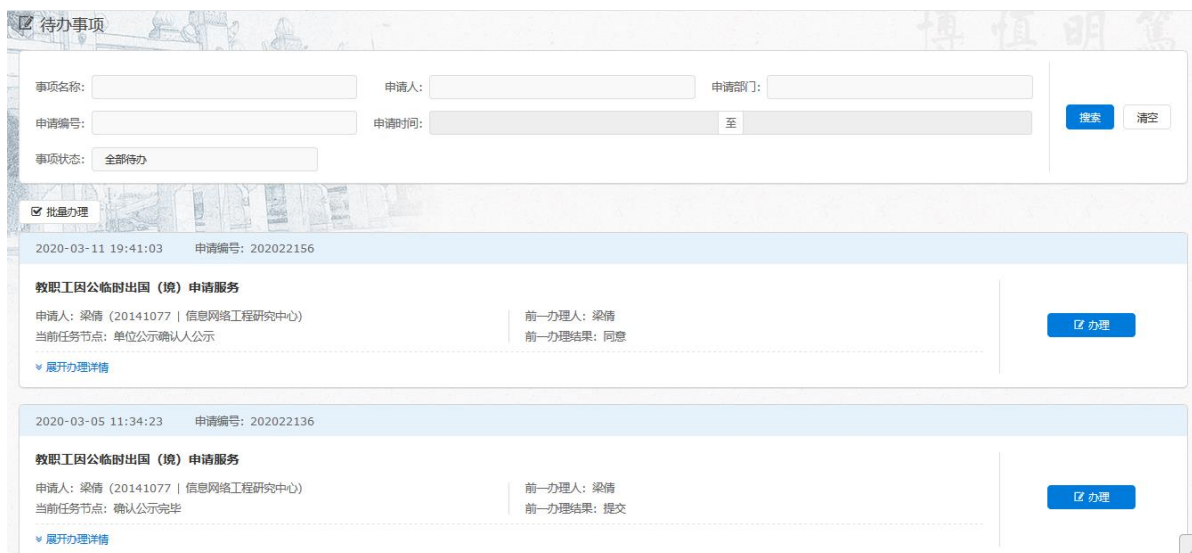 待办事项
博 慎 明 篤
事项名称: 申请人: 申请部门:
申请编号: 申请时间: 至 搜索 清空
事项状态: 全部待办
批量办理
2020-03-11 19:41:03 申请编号: 202022156
教职工因公临时出国（境）申请服务
申请人: 梁倩（20141077 | 信息网络工程研究中心) 前一办理人: 梁倩
当前任务节点: 单位公示确认人公示 前一办理结果: 同意
办理
展开办理详情
2020-03-05 11:34:23 申请编号: 202022136
教职工因公临时出国（境）申请服务
申请人: 梁倩（20141077 | 信息网络工程研究中心) 前一办理人: 梁倩
当前任务节点: 确认公示完毕 前一办理结果: 提交
办理
展开办理详情